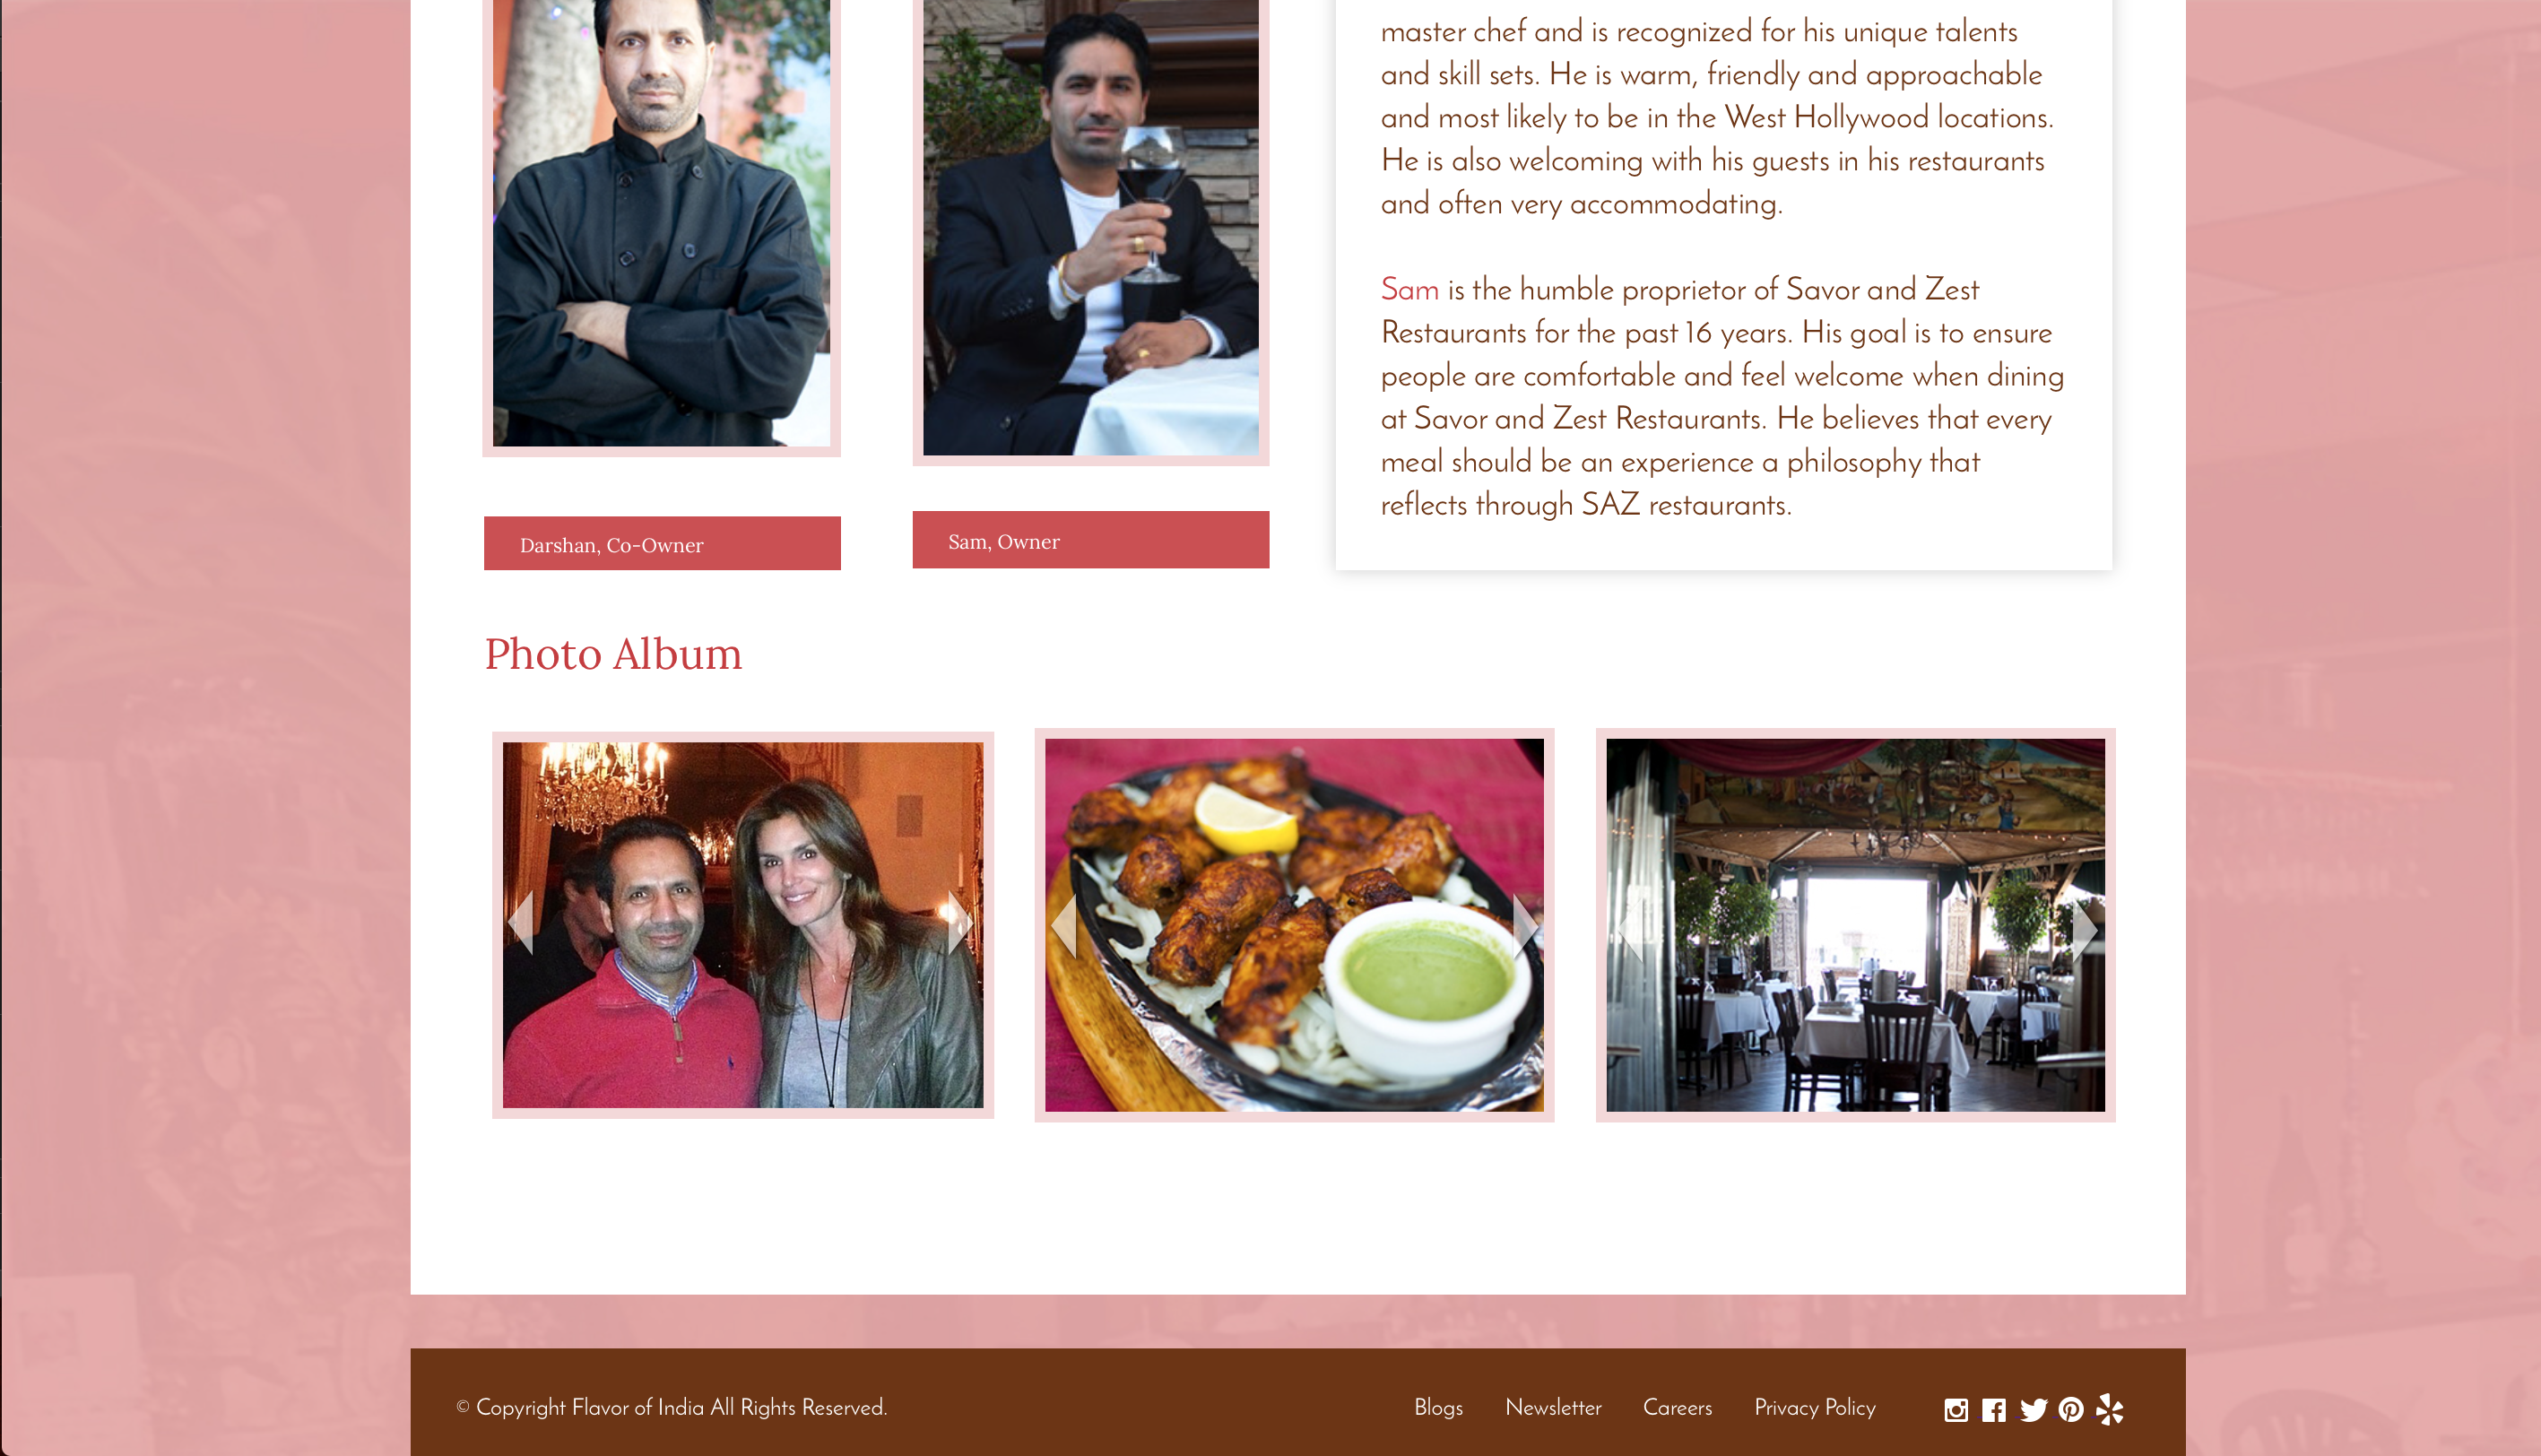 master chef and is recognized for his unique talents
and skill sets. He is warm, friendly and approachable
and most likely to be in the West Hollywood locations.
He is also welcoming with his guests in his restaurants
and often very accommodating.
Sam is the humble proprietor of Savor and Zest
Restaurants for the past 16 years. His goal is to ensure
people are comfortable and feel welcome when dining
at Savor and Zest Restaurants. He believes that every
meal should be an experience a philosophy that
reflects through SAZ restaurants.
Darshan, Co-Owner
Sam, Owner
Photo Album
© Copyright Flavor of India All Rights Reserved.
Blogs
Newsletter
Careers
Privacy Policy